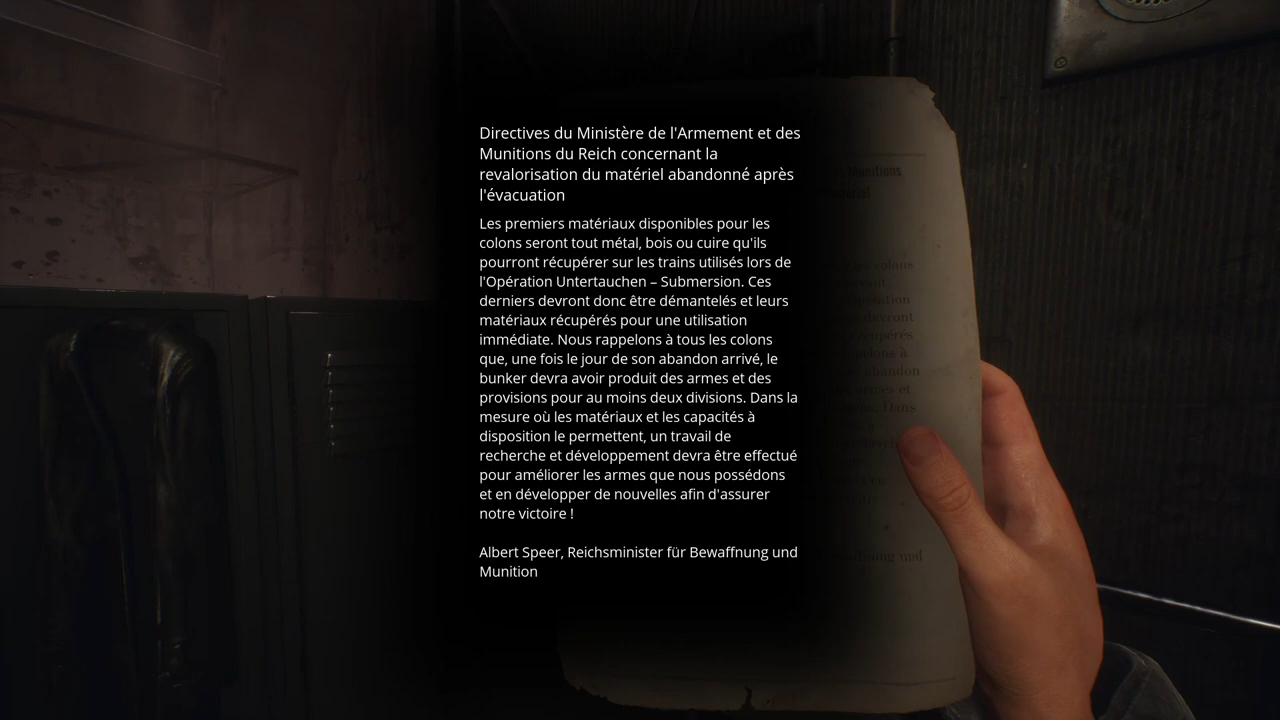 Directives du Ministère de l'Armement et des
Munitions du Reich concernant la
revalorisation du matériel abandonné après
l'évacuation
Les premiers matériaux disponibles pour les
colons seront tout métal, bois ou cuire qu'ils
pourront récupérer sur les trains utilisés lors de
l'Opération Untertauchen – Submersion. Ces
derniers devront donc être démantelés et leurs
matériaux récupérés pour une utilisation
immédiate. Nous rappelons à tous les colons
que, une fois le jour de son abandon arrivé, le
bunker devra avoir produit des armes et des
provisions pour au moins deux divisions. Dans la
mesure où les matériaux et les capacités à
disposition le permettent, un travail de
recherche et développement devra être effectué
pour améliorer les armes que nous possédons
et en développer de nouvelles afin d'assurer
notre victoire !
Albert Speer, Reichsminister für Bewaffnung und
Munition